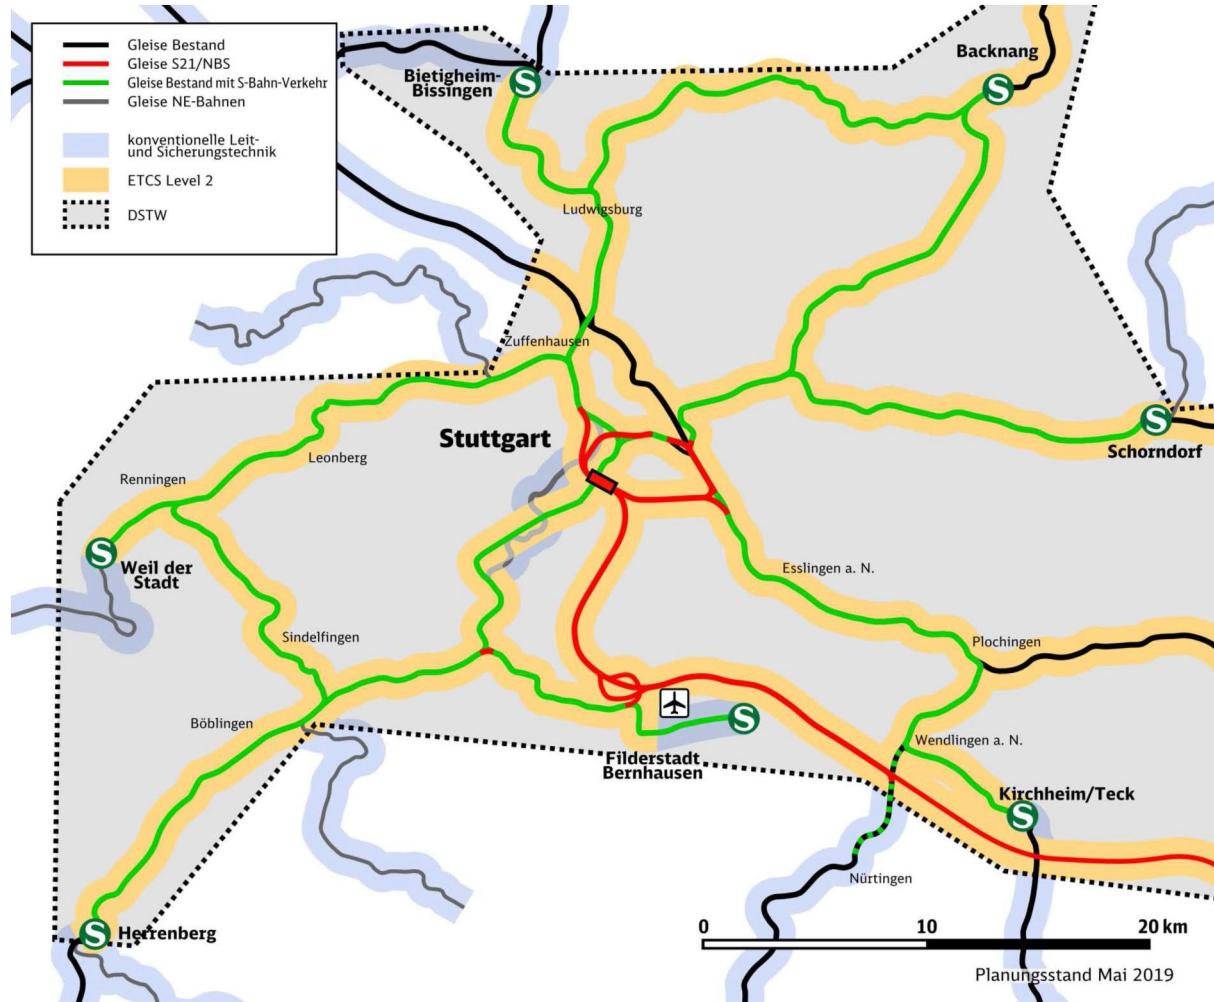 Gleise Bestand
Gleise S21/NBS
Gleise Bestand mit S-Bahn-Verkehr
Gleise NE-Bahnen
konventionelle Leit-
und Sicherungstechnik
ETCS Level 2
DSTW
Bietigheim-
Bissingen
S
Backnang
S
Ludwigsburg
Zuffenhausen
Stuttgart
S
Schorndorf
Leonberg
Renningen
S
Weil der
Stadt
Esslingen a. N.
Sindelfingen
Plochingen
Böblingen
S
Filderstadt
Bernhausen
Wendlingen a. N.
Kirchheim/Teck
S
Nürtingen
S
Herrenberg
0
10
20 km
Planungsstand Mai 2019